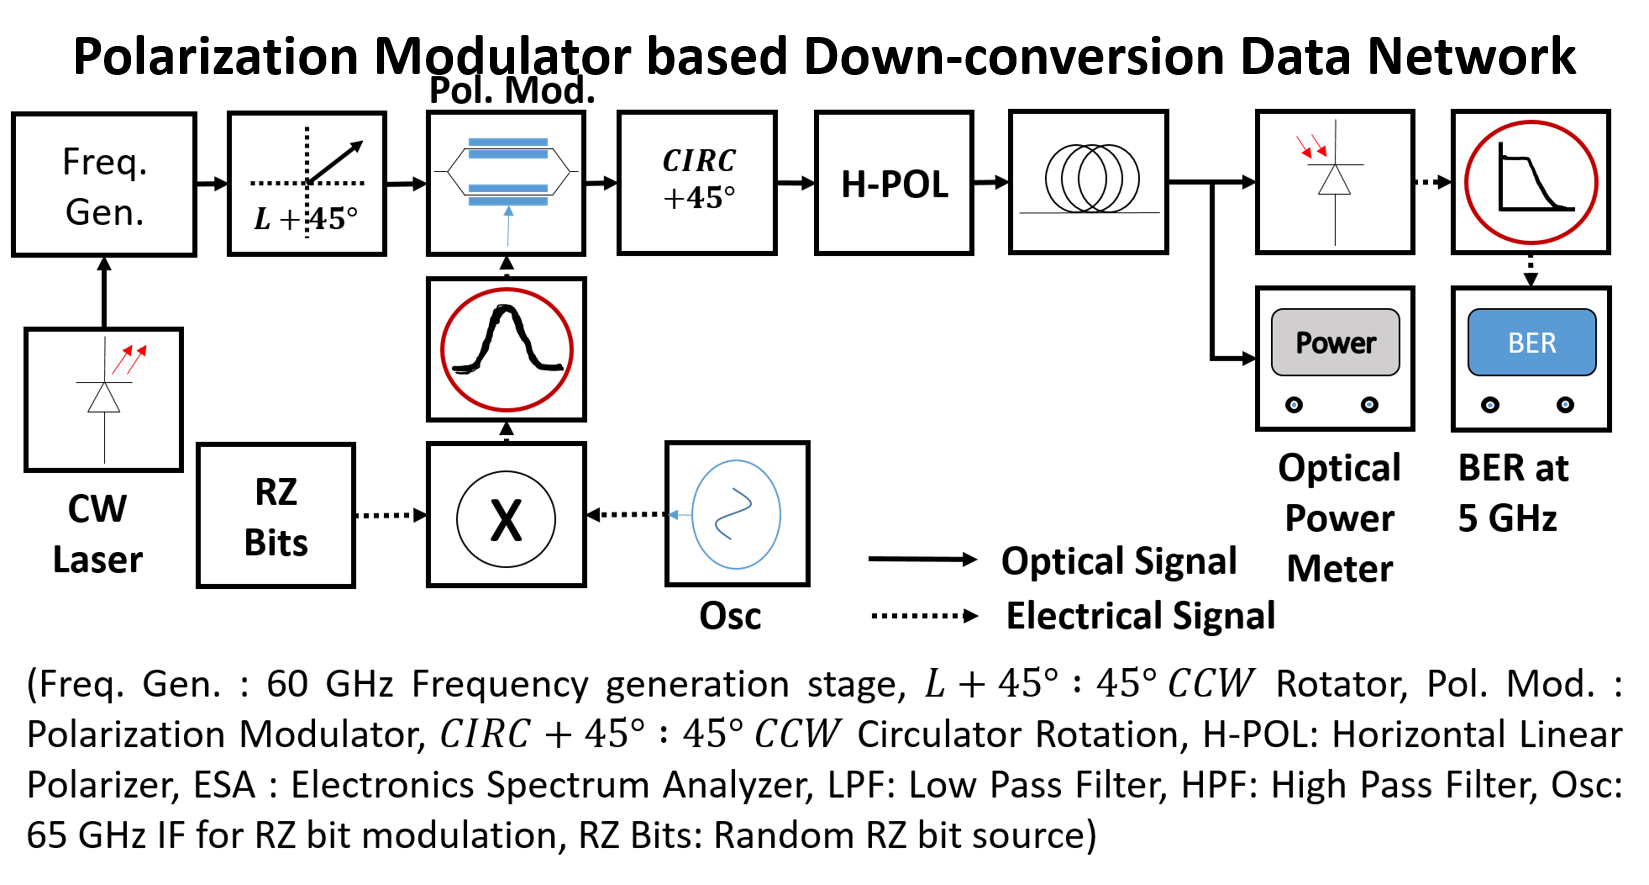 Polarization Modulator based Down-conversion Data Network
Pol. Mod.
Freq.
Gen.
L + 45°
CIRC
+45°
H-POL
Power
BER
CW
Laser
RZ
Bits
X
Osc
Optical
Power
Meter
BER at
5 GHz
Optical Signal
Electrical Signal
(Freq. Gen. : 60 GHz Frequency generation stage, L + 45° : 45° CCW Rotator, Pol. Mod. :
Polarization Modulator, CIRC + 45° : 45° CCW Circulator Rotation, H-POL: Horizontal Linear
Polarizer, ESA : Electronics Spectrum Analyzer, LPF: Low Pass Filter, HPF: High Pass Filter, Osc:
65 GHz IF for RZ bit modulation, RZ Bits: Random RZ bit source)